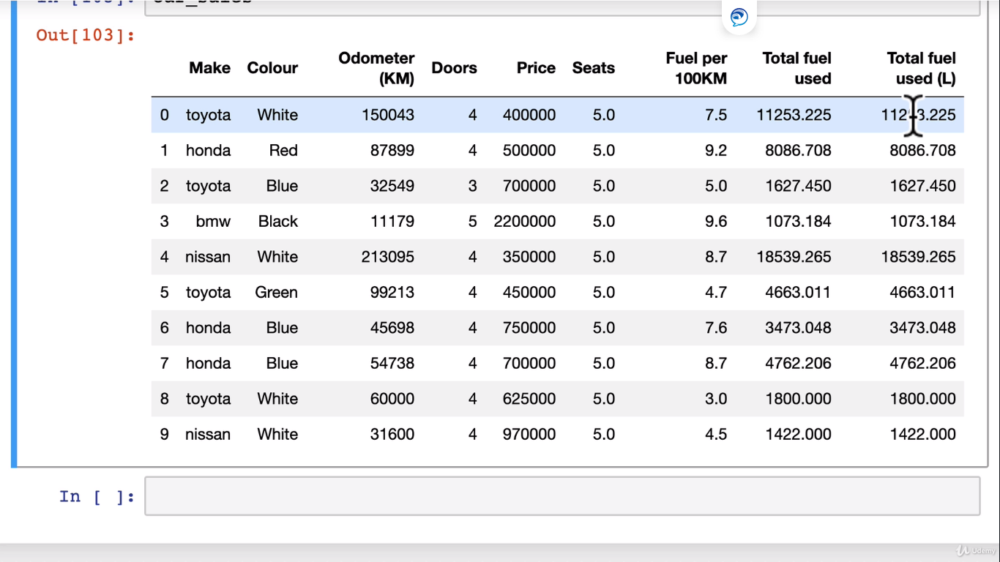 Out[103]:
Make Colour Odometer (KM) Doors Price Seats Fuel per 100KM Total fuel used Total fuel used (L)
0 toyota White 150043 4 400000 5.0 7.5 11253.225 11253.225
1 honda Red 87899 4 500000 5.0 9.2 8086.708 8086.708
2 toyota Blue 32549 3 700000 5.0 5.0 1627.450 1627.450
3 bmw Black 11179 5 2200000 5.0 9.6 1073.184 1073.184
4 nissan White 213095 4 350000 5.0 8.7 18539.265 18539.265
5 toyota Green 99213 4 450000 5.0 4.7 4663.011 4663.011
6 honda Blue 45698 4 750000 5.0 7.6 3473.048 3473.048
7 honda Blue 54738 4 700000 5.0 8.7 4762.206 4762.206
8 toyota White 60000 4 625000 5.0 3.0 1800.000 1800.000
9 nissan White 31600 4 970000 5.0 4.5 1422.000 1422.000
In [ ]:
Udemy